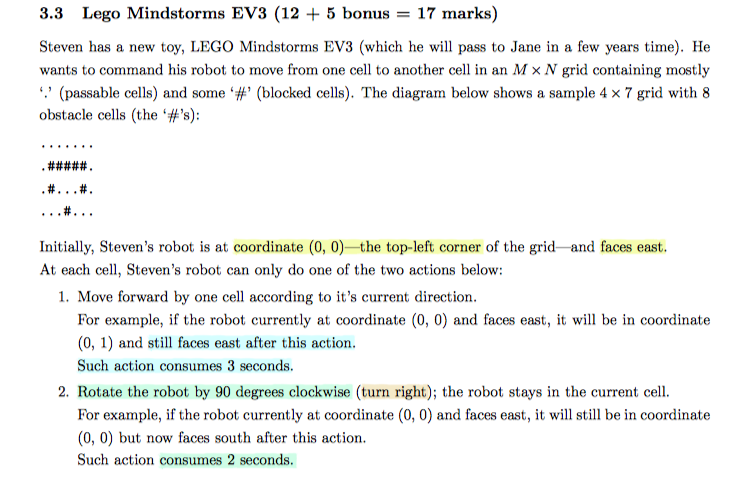 3.3 Lego Mindstorms EV3 (12 + 5 bonus = 17 marks)
Steven has a new toy, LEGO Mindstorms EV3 (which he will pass to Jane in a few years time). He
wants to command his robot to move from one cell to another cell in an M × N grid containing mostly
‘.’ (passable cells) and some ‘#’ (blocked cells). The diagram below shows a sample 4 × 7 grid with 8
obstacle cells (the ‘#’s):
.......
.#####.
.#...#.
...#...
Initially, Steven’s robot is at coordinate (0, 0)—the top-left corner of the grid—and faces east.
At each cell, Steven’s robot can only do one of the two actions below:
1. Move forward by one cell according to it’s current direction.
For example, if the robot currently at coordinate (0, 0) and faces east, it will be in coordinate
(0, 1) and still faces east after this action.
Such action consumes 3 seconds.
2. Rotate the robot by 90 degrees clockwise (turn right); the robot stays in the current cell.
For example, if the robot currently at coordinate (0, 0) and faces east, it will still be in coordinate
(0, 0) but now faces south after this action.
Such action consumes 2 seconds.